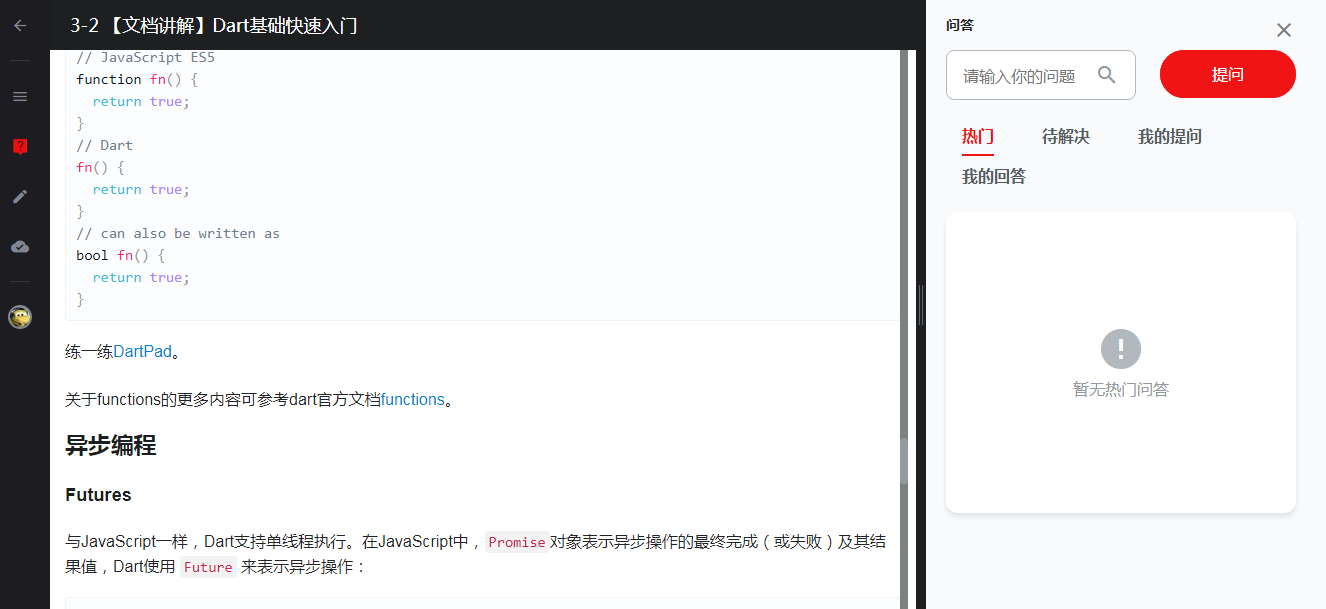 3-2 【文档讲解】Dart基础快速入门
// JavaScript ES5
function fn() {
  return true;
}
// Dart
fn() {
  return true;
}
// can also be written as
bool fn() {
  return true;
}
练一练DartPad。
关于functions的更多内容可参考dart官方文档functions。
异步编程
Futures
与JavaScript一样，Dart支持单线程执行。在JavaScript中， Promise 对象表示异步操作的最终完成（或失败）及其结
果值，Dart使用 Future 来表示异步操作：
问答
请输入你的问题
提问
热门 待解决 我的提问
我的回答
暂无热门问答